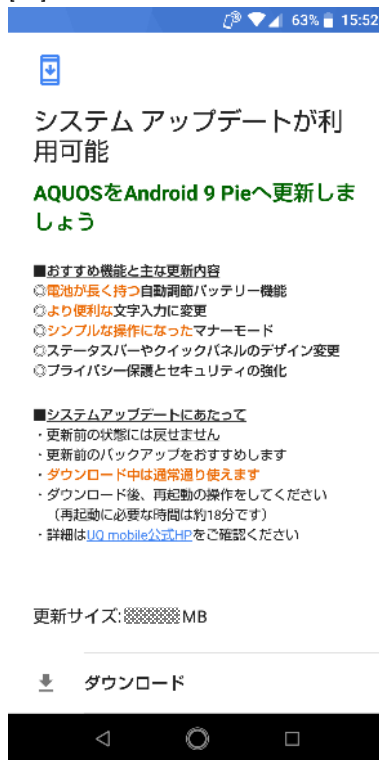 63% 15:52
システム アップデートが利
用可能
AQUOSをAndroid 9 Pieへ更新しま
しょう
■おすすめ機能と主な更新内容
◎電池が長く持つ自動調節バッテリー機能
◎より便利な文字入力に変更
◎シンプルな操作になったマナーモード
◎ステータスバーやクイックパネルのデザイン変更
◎プライバシー保護とセキュリティの強化
■システムアップデートにあたって
・更新前の状態には戻せません
・更新前のバックアップをおすすめします
・ダウンロード中は通常通り使えます
・ダウンロード後、再起動の操作をしてください
（再起動に必要な時間は約18分です）
・詳細はUQ mobile公式HPをご確認ください
更新サイズ: MB
ダウンロード